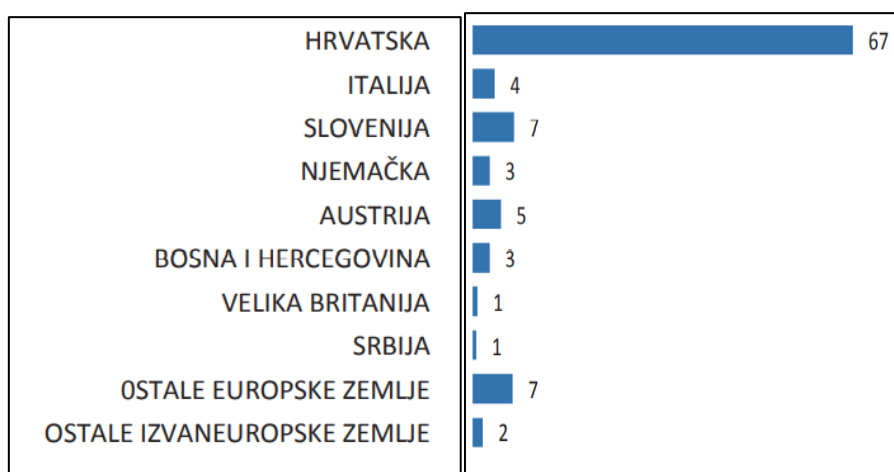 HRVATSKA 67
ITALIJA 4
SLOVENIJA 7
NJEMAČKA 3
AUSTRIJA 5
BOSNA I HERCEGOVINA 3
VELIKA BRITANIJA 1
SRBIJA 1
0STALE EUROPSKE ZEMLJE 7
OSTALE IZVANEUROPSKE ZEMLJE 2